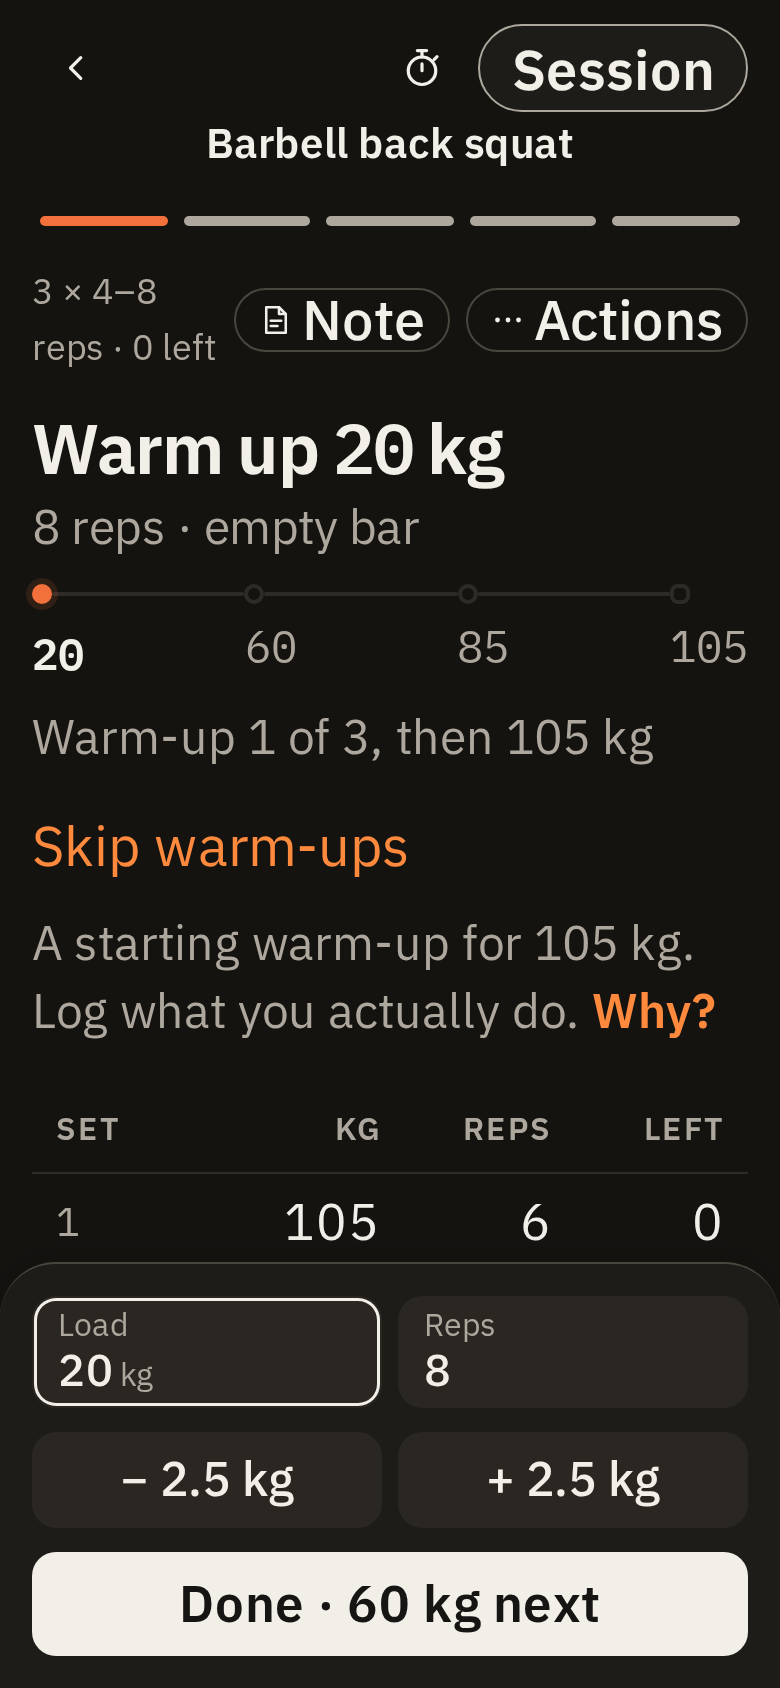 Session
Barbell back squat
3 × 4–8
reps · 0 left
Note
··· Actions
Warm up 20 kg
8 reps · empty bar
20 60 85 105
Warm-up 1 of 3, then 105 kg
Skip warm-ups
A starting warm-up for 105 kg.
Log what you actually do. Why?
SET KG REPS LEFT
1 105 6 0
Load
20 kg
Reps
8
− 2.5 kg
+ 2.5 kg
Done · 60 kg next